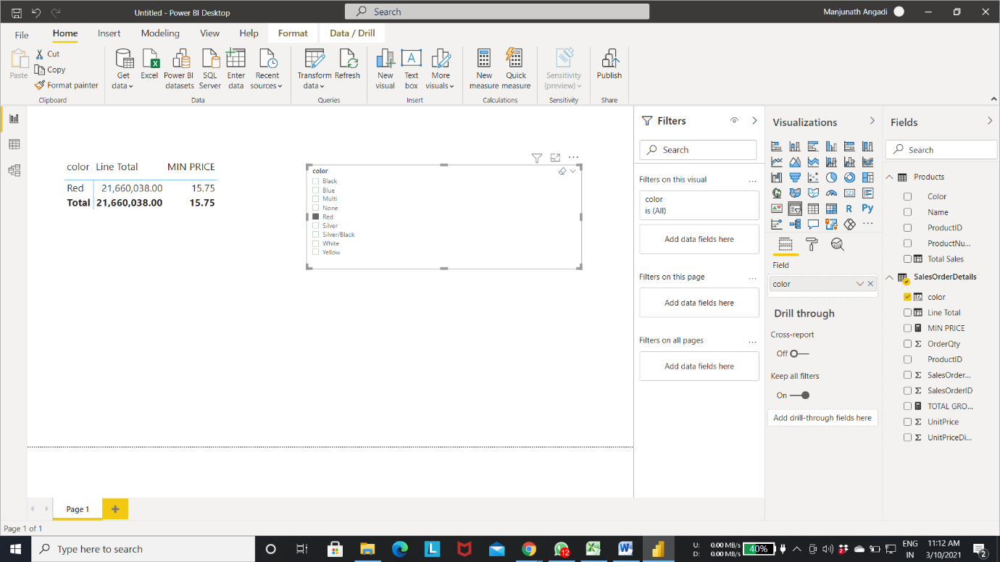 Untitled - Power BI Desktop
Search
Manjunath Angadi
File Home Insert Modeling View Help Format Data / Drill
Paste
Cut
Copy
Format painter
Clipboard
Get data
Excel
Power BI datasets
SQL Server
Enter data
Recent sources
Data
Transform data
Refresh
Queries
New visual
Text box
More visuals
Insert
New measure
Quick measure
Calculations
Sensitivity (preview)
Sensitivity
Publish
Share
color Line Total MIN PRICE
Red 21,660,038.00 15.75
Total 21,660,038.00 15.75
color
Black
Blue
Multi
None
Red
Silver
Silver/Black
White
Yellow
Filters
Search
Filters on this visual
color
is (All)
Add data fields here
Filters on this page
Add data fields here
Filters on all pages
Add data fields here
Visualizations
R Py
Field
color
Drill through
Cross-report
Off
Keep all filters
On
Add drill-through fields here
Fields
Search
Products
Color
Name
ProductID
ProductNu...
Total Sales
SalesOrderDetails
color
Line Total
MIN PRICE
OrderQty
ProductID
SalesOrder...
SalesOrderID
TOTAL GRO...
UnitPrice
UnitPriceDi...
Page 1
Page 1 of 1
Type here to search
L
12
U: 0.00 MB/s
D: 0.00 MB/s
40%
2
ENG
IN
11:12 AM
3/10/2021
2